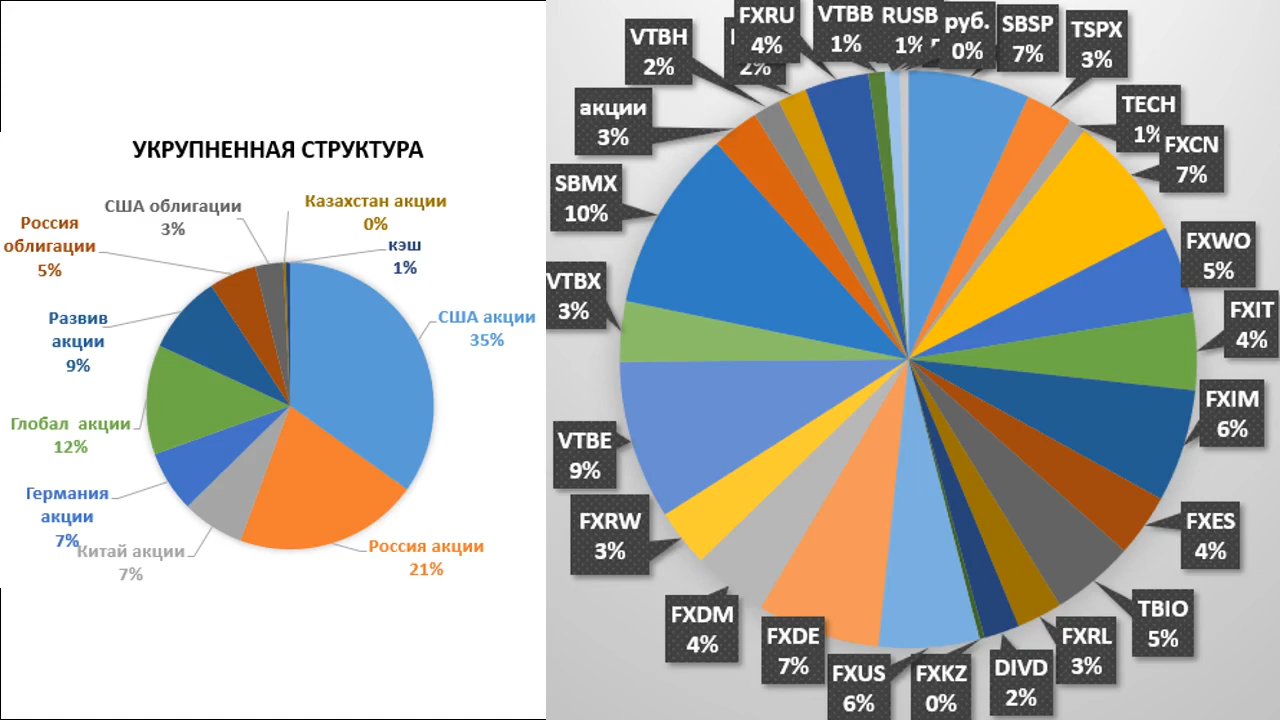 УКРУПНЕННАЯ СТРУКТУРА
США облигации
3%
Казахстан акции
0%
кэш
1%
Россия
облигации
5%
США акции
35%
Развив
акции
9%
Глобал акции
12%
Германия
акции
7%
Китай акции
7%
Россия акции
21%
FXRU
4%
VTBB
1%
RUSB
1%
руб.
0%
SBSP
7%
TSPX
3%
VTBH
2%
2%
акции
3%
TECH
1%
FXCN
7%
SBMX
10%
FXWO
5%
VTBX
3%
FXIT
4%
FXIM
6%
VTBE
9%
FXES
4%
FXRW
3%
TBIO
5%
FXDM
4%
FXDE
7%
FXRL
3%
FXUS
6%
FXKZ
0%
DIVD
2%